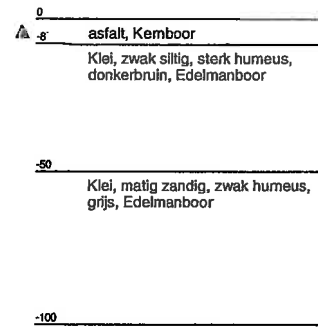 0
-8 asfalt, Kernboor
Klei, zwak siltig, sterk humeus,
donkerbruin, Edelmanboor
-50
Klei, matig zandig, zwak humeus,
grijs, Edelmanboor
-100